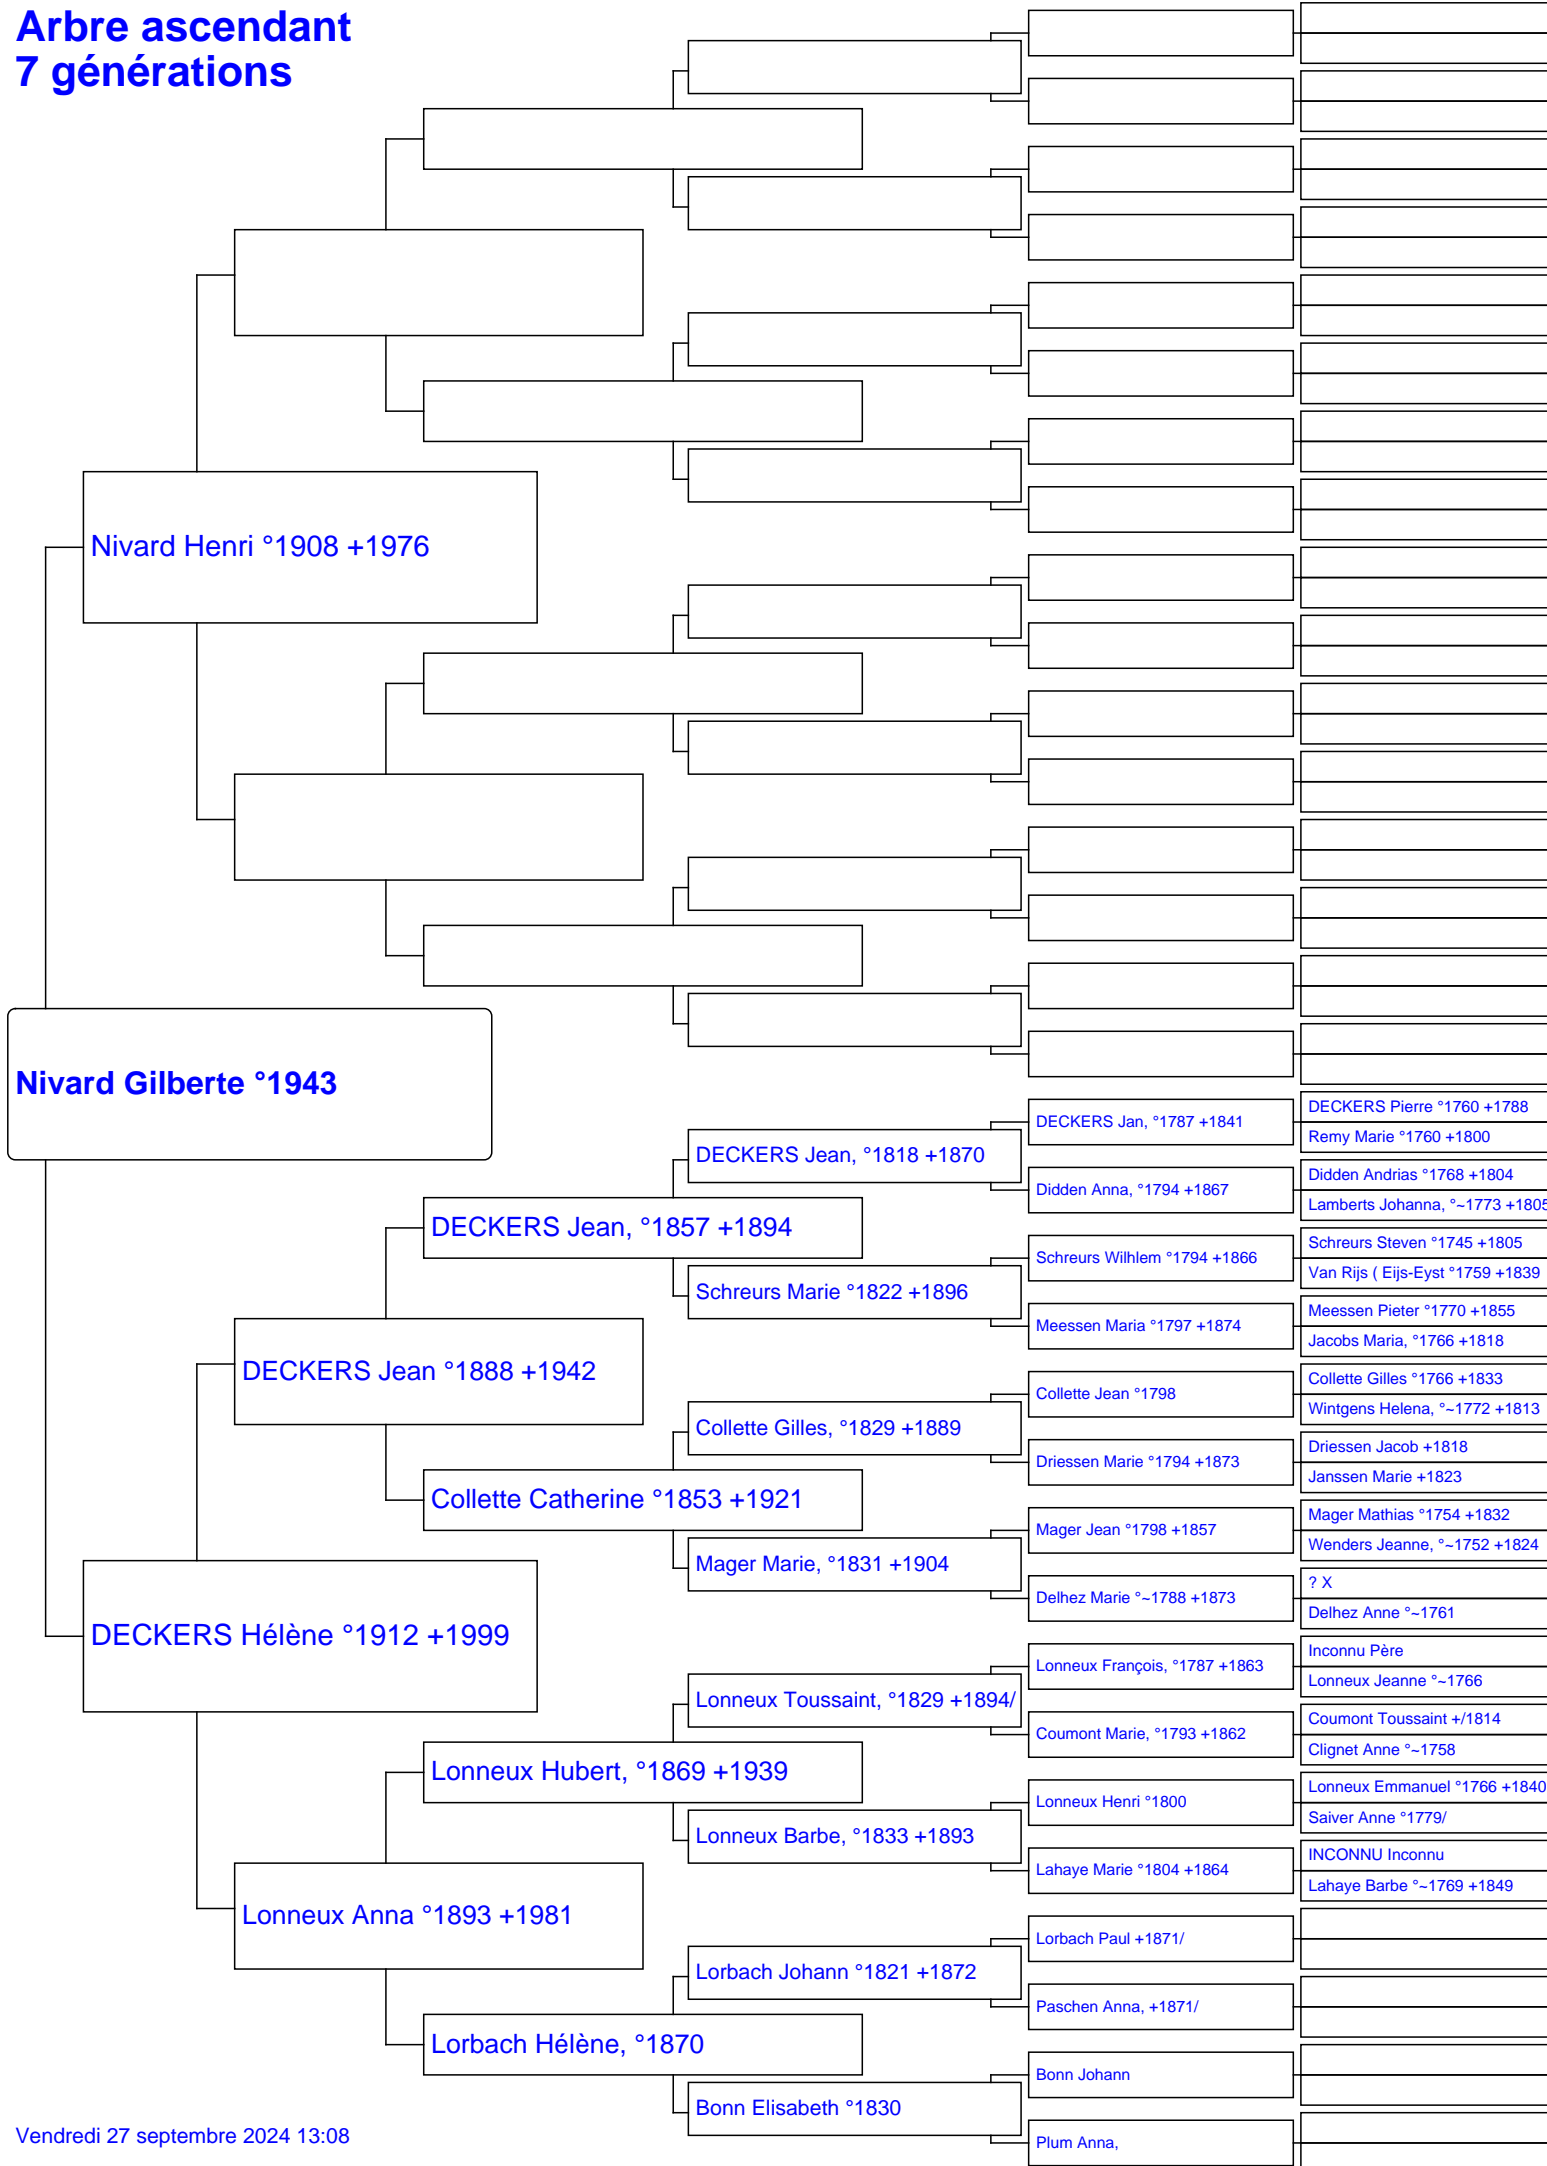 Arbre ascendant
7 générations
Nivard Henri °1908 +1976
Nivard Gilberte °1943
DECKERS Hélène °1912 +1999
DECKERS Jean °1888 +1942
Lonneux Anna °1893 +1981
DECKERS Jean, °1857 +1894
Collette Catherine °1853 +1921
Lonneux Hubert, °1869 +1939
Lorbach Hélène, °1870
DECKERS Jean, °1818 +1870
Schreurs Marie °1822 +1896
Collette Gilles, °1829 +1889
Mager Marie, °1831 +1904
Lonneux Toussaint, °1829 +1894/
Lonneux Barbe, °1833 +1893
Lorbach Johann °1821 +1872
Bonn Elisabeth °1830
DECKERS Jan, °1787 +1841
Didden Anna, °1794 +1867
Schreurs Wilhlem °1794 +1866
Meessen Maria °1797 +1874
Collette Jean °1798
Driessen Marie °1794 +1873
Mager Jean °1798 +1857
Delhez Marie °~1788 +1873
Lonneux François, °1787 +1863
Coumont Marie, °1793 +1862
Lonneux Henri °1800
Lahaye Marie °1804 +1864
Lorbach Paul +1871/
Paschen Anna, +1871/
Bonn Johann
Plum Anna,
DECKERS Pierre °1760 +1788
Remy Marie °1760 +1800
Didden Andrias °1768 +1804
Lamberts Johanna, °~1773 +1805
Schreurs Steven °1745 +1805
Van Rijs ( Eijs-Eyst °1759 +1839
Meessen Pieter °1770 +1855
Jacobs Maria, °1766 +1818
Collette Gilles °1766 +1833
Wintgens Helena, °~1772 +1813
Driessen Jacob +1818
Janssen Marie +1823
Mager Mathias °1754 +1832
Wenders Jeanne, °~1752 +1824
? X
Delhez Anne °~1761
Inconnu Père
Lonneux Jeanne °~1766
Coumont Toussaint +/1814
Clignet Anne °~1758
Lonneux Emmanuel °1766 +1840
Saiver Anne °1779/
INCONNU Inconnu
Lahaye Barbe °~1769 +1849
Vendredi 27 septembre 2024 13:08